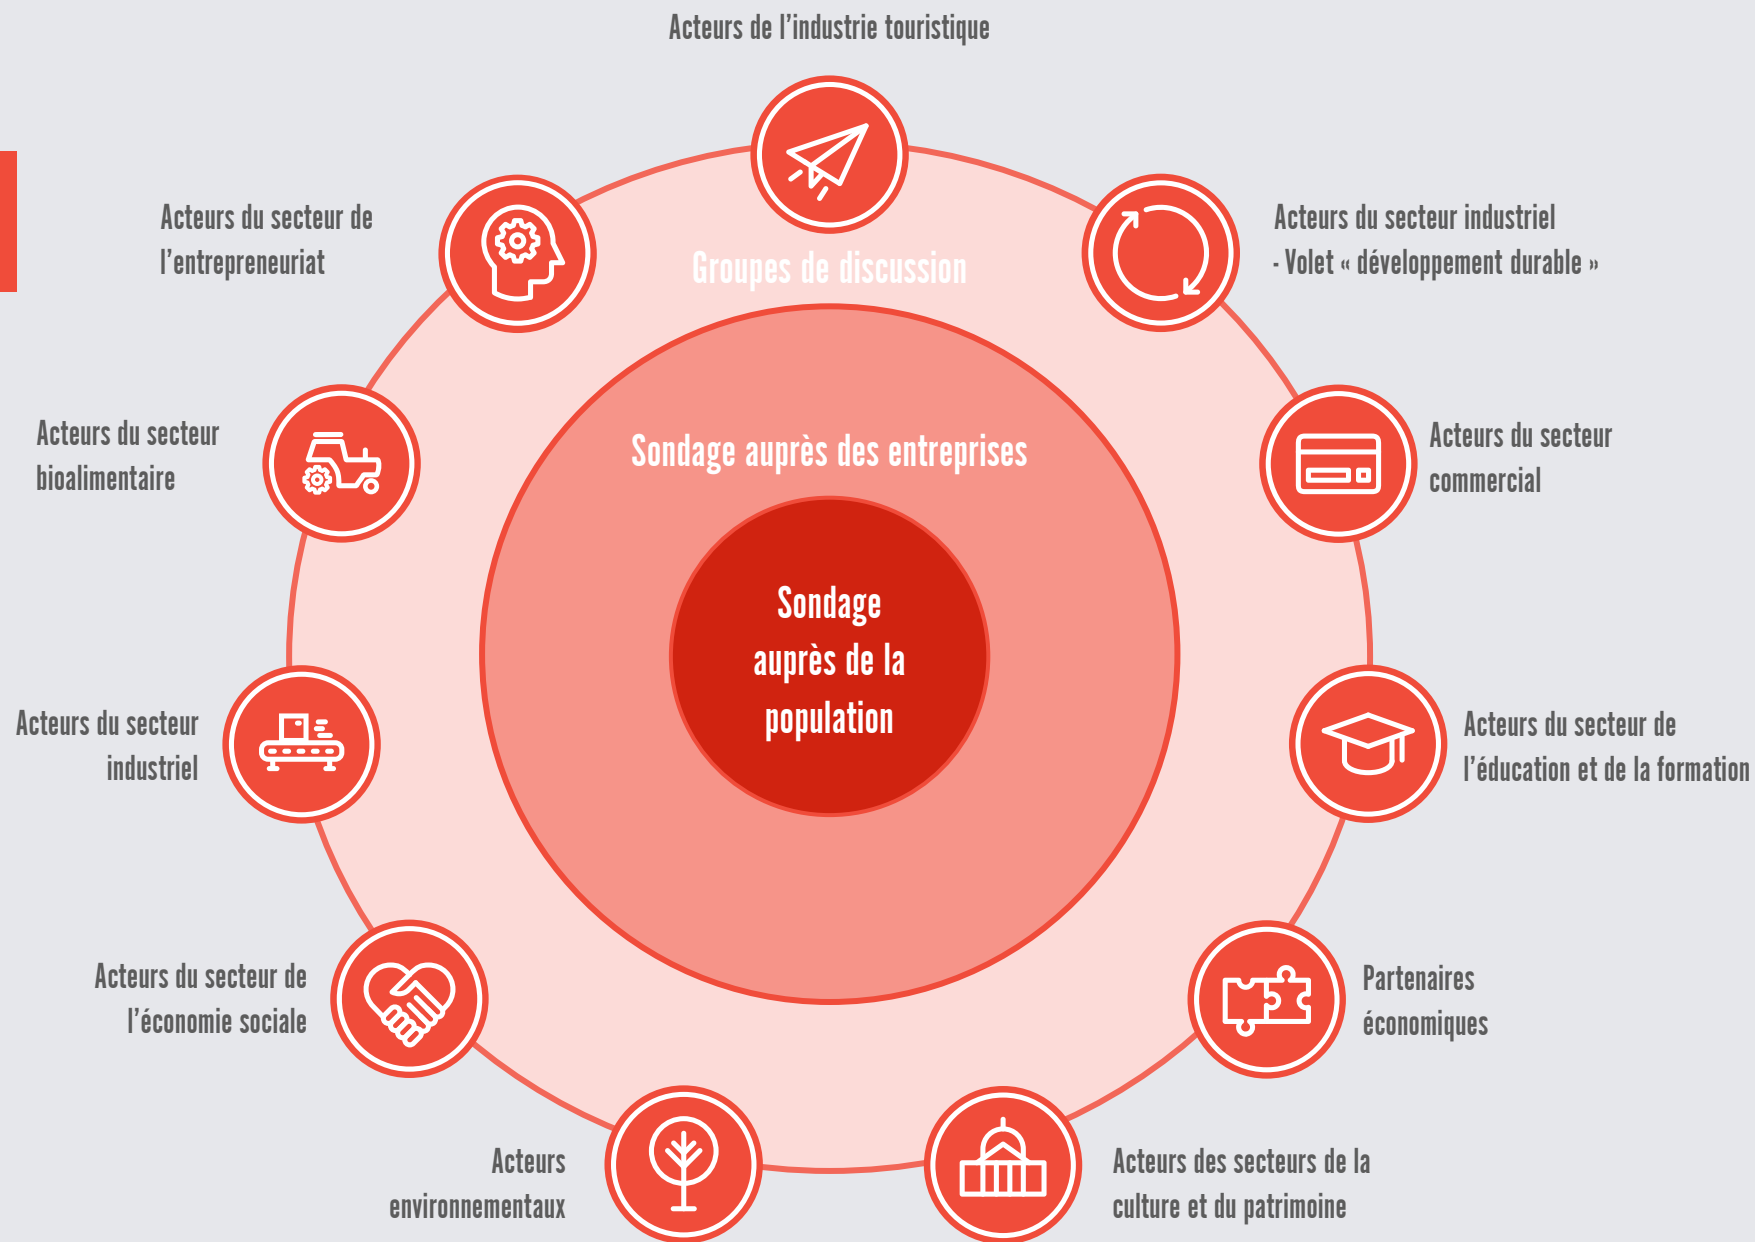 Acteurs de l'industrie touristique
Acteurs du secteur de
l'entrepreneuriat
Groupes de discussion
Acteurs du secteur industriel
- Volet « développement durable »
Acteurs du secteur
bioalimentaire
Sondage auprès des entreprises
Acteurs du secteur
commercial
Sondage
auprès de la
population
Acteurs du secteur
industriel
Acteurs du secteur de
l'éducation et de la formation
Acteurs du secteur de
l'économie sociale
Partenaires
économiques
Acteurs
environnementaux
Acteurs des secteurs de la
culture et du patrimoine